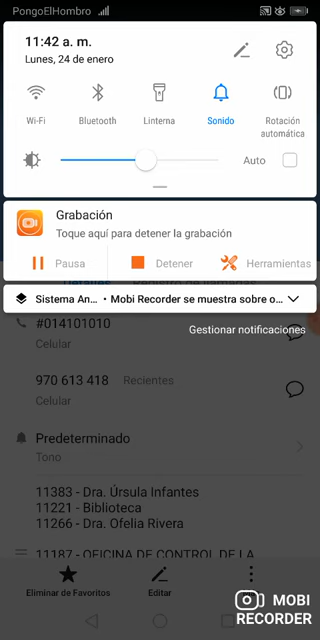 PongoElHombro
11:42 a. m.
Lunes, 24 de enero
Wi-Fi
Bluetooth
Linterna
Sonido
Rotación
automática
Auto
Grabación
Toque aquí para detener la grabación
Pausa
Detener
Herramientas
Sistema An... • Mobi Recorder se muestra sobre o...
Gestionar notificaciones
#014101010
Celular
970 613 418 Recientes
Celular
Predeterminado
Tono
11383 - Dra. Úrsula Infantes
11221 - Biblioteca
11266 - Dra. Ofelia Rivera
11187 - OFICINA DE CONTROL DE LA
Eliminar de Favoritos
Editar
MOBI
RECORDER